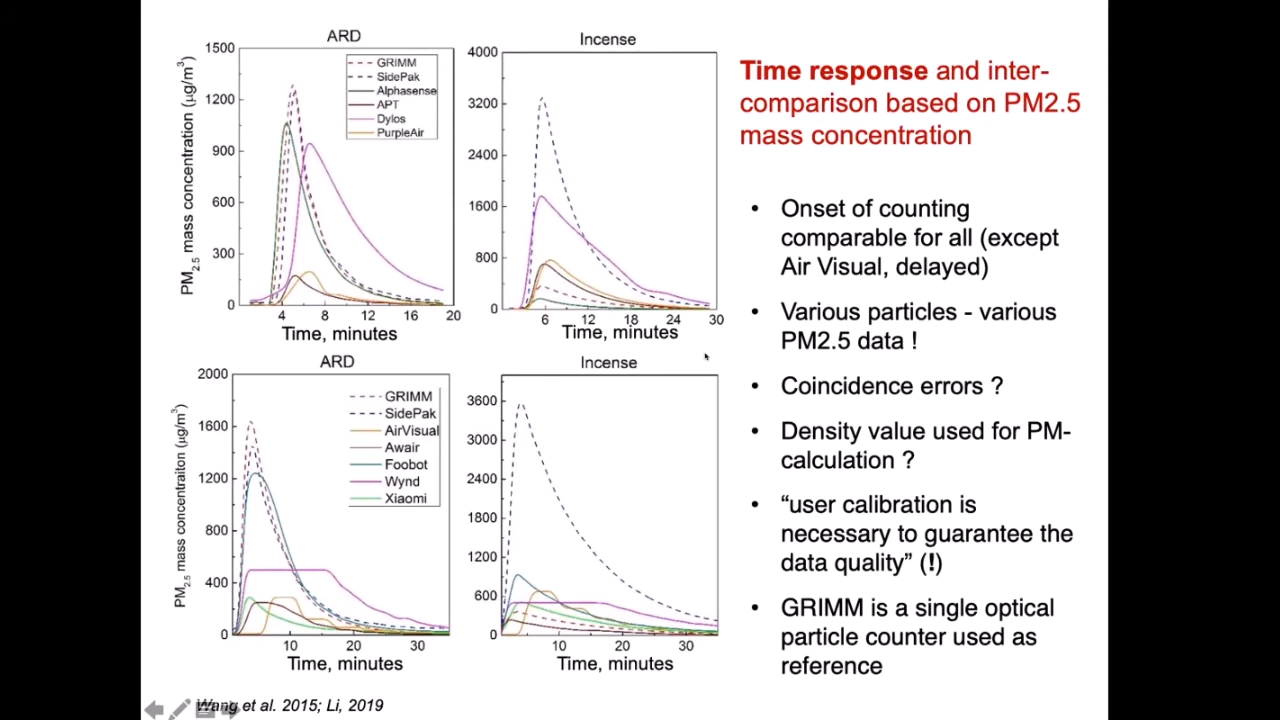 ARD
1500
1200
900
600
300
0
PM2.5 mass concentration (µg/m³)
GRIMM
SidePak
Alphasense
APT
Dylos
PurpleAir
4 8 12 16 20
Time, minutes
Incense
4000
3200
2400
1600
800
0
6 12 18 24 30
Time, minutes
ARD
2000
1600
1200
800
400
0
PM2.5 mass concentraiton (µg/m³)
GRIMM
SidePak
AirVisual
Awair
Foobot
Wynd
Xiaomi
10 20 30
Time, minutes
Incense
3600
3000
2400
1800
1200
600
0
10 20 30
Time, minutes
Time response and inter-
comparison based on PM2.5
mass concentration
• Onset of counting
comparable for all (except
Air Visual, delayed)
• Various particles - various
PM2.5 data !
• Coincidence errors ?
• Density value used for PM-
calculation ?
• “user calibration is
necessary to guarantee the
data quality” (!)
• GRIMM is a single optical
particle counter used as
reference
Wang et al. 2015; Li, 2019